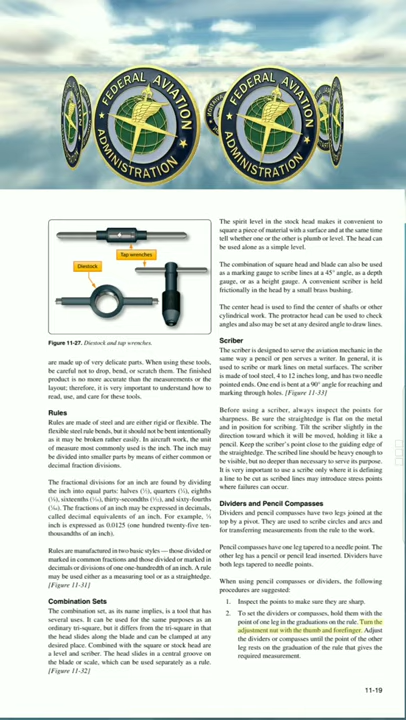 FEDERAL AVIATION
ADMINISTRATION
FEDERAL AVIATION
ADMINISTRATION
Tap wrenches
Diestock
Figure 11-27. Diestock and tap wrenches.
are made up of very delicate parts. When using these tools,
be careful not to drop, bend, or scratch them. The finished
product is no more accurate than the measurements or the
layout; therefore, it is very important to understand how to
read, use, and care for these tools.
Rules
Rules are made of steel and are either rigid or flexible. The
flexible steel rule bends, but it should not be bent intentionally
as it may be broken rather easily. In aircraft work, the unit
of measure most commonly used is the inch. The inch may
be divided into smaller parts by means of either common or
decimal fraction divisions.
The fractional divisions for an inch are found by dividing
the inch into equal parts: halves (½), quarters (¼), eighths
(⅛), sixteenths (1⁄16), thirty-seconds (1⁄32), and sixty-fourths
(1⁄64). The fractions of an inch may be expressed in decimals,
called decimal equivalents of an inch. For example, ⅛
inch is expressed as 0.0125 (one hundred twenty-five ten-
thousandths of an inch).
Rules are manufactured in two basic styles — those divided or
marked in common fractions and those divided or marked in
decimals or divisions of one one-hundredth of an inch. A rule
may be used either as a measuring tool or as a straightedge.
[Figure 11-31]
Combination Sets
The combination set, as its name implies, is a tool that has
several uses. It can be used for the same purposes as an
ordinary tri-square, but it differs from the tri-square in that
the head slides along the blade and can be clamped at any
desired place. Combined with the square or stock head are
a level and scriber. The head slides in a central groove on
the blade or scale, which can be used separately as a rule.
[Figure 11-32]
The spirit level in the stock head makes it convenient to
square a piece of material with a surface and at the same time
tell whether one or the other is plumb or level. The head can
be used alone as a simple level.
The combination of square head and blade can also be used
as a marking gauge to scribe lines at a 45° angle, as a depth
gauge, or as a height gauge. A convenient scriber is held
frictionally in the head by a small brass bushing.
The center head is used to find the center of shafts or other
cylindrical work. The protractor head can be used to check
angles and also may be set at any desired angle to draw lines.
Scriber
The scriber is designed to serve the aviation mechanic in the
same way a pencil or pen serves a writer. In general, it is
used to scribe or mark lines on metal surfaces. The scriber
is made of tool steel, 4 to 12 inches long, and has two needle
pointed ends. One end is bent at a 90° angle for reaching and
marking through holes. [Figure 11-33]
Before using a scriber, always inspect the points for
sharpness. Be sure the straightedge is flat on the metal
and in position for scribing. Tilt the scriber slightly in the
direction toward which it will be moved, holding it like a
pencil. Keep the scriber's point close to the guiding edge of
the straightedge. The scribed line should be heavy enough to
be visible, but no deeper than necessary to serve its purpose.
It is very important to use a scribe only where it is defining
a line to be cut as scribed lines may introduce stress points
where failures can occur.
Dividers and Pencil Compasses
Dividers and pencil compasses have two legs joined at the
top by a pivot. They are used to scribe circles and arcs and
for transferring measurements from the rule to the work.
Pencil compasses have one leg tapered to a needle point. The
other leg has a pencil or pencil lead inserted. Dividers have
both legs tapered to needle points.
When using pencil compasses or dividers, the following
procedures are suggested:
1. Inspect the points to make sure they are sharp.
2. To set the dividers or compasses, hold them with the
point of one leg in the graduations on the rule. Turn the
adjustment nut with the thumb and forefinger. Adjust
the dividers or compasses until the point of the other
leg rests on the graduation of the rule that gives the
required measurement.
11-19